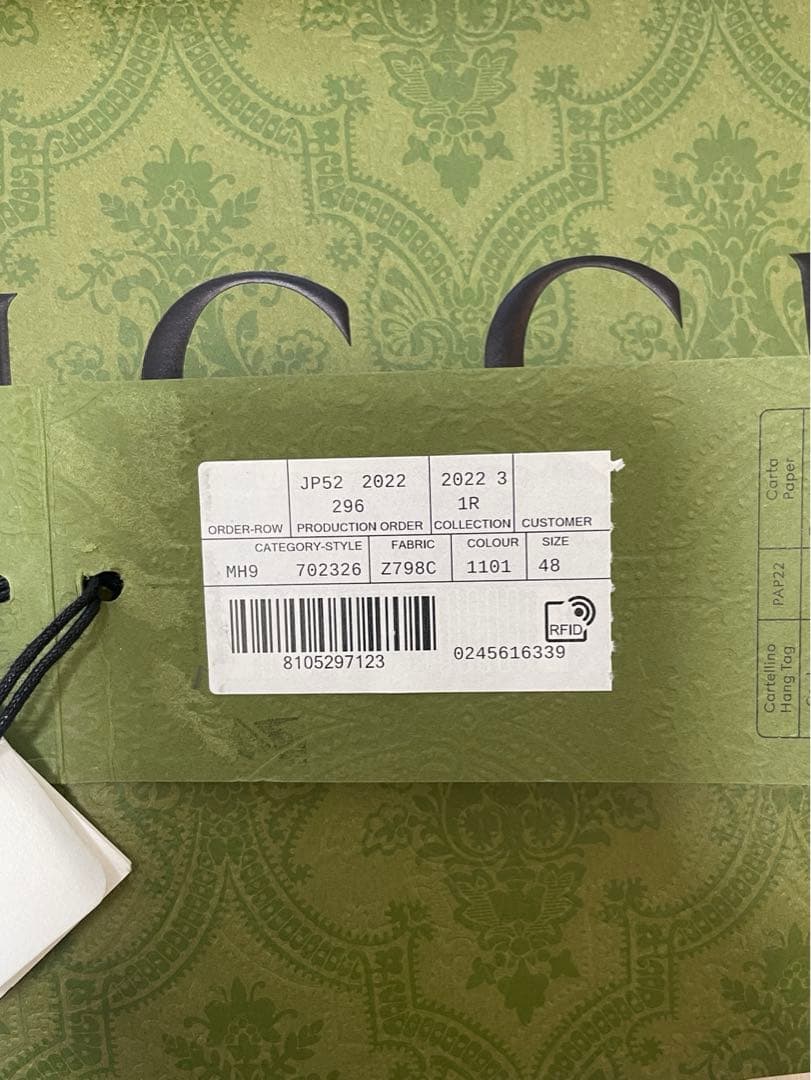 UCCI
JP52 2022 2022 3
296 1R
ORDER-ROW PRODUCTION ORDER COLLECTION CUSTOMER
CATEGORY-STYLE FABRIC COLOUR SIZE
MH9 702326 Z798C 1101 48
8105297123 0245616339
RFID
Carta
Paper
PAP22
Cartellino
Hang Tag